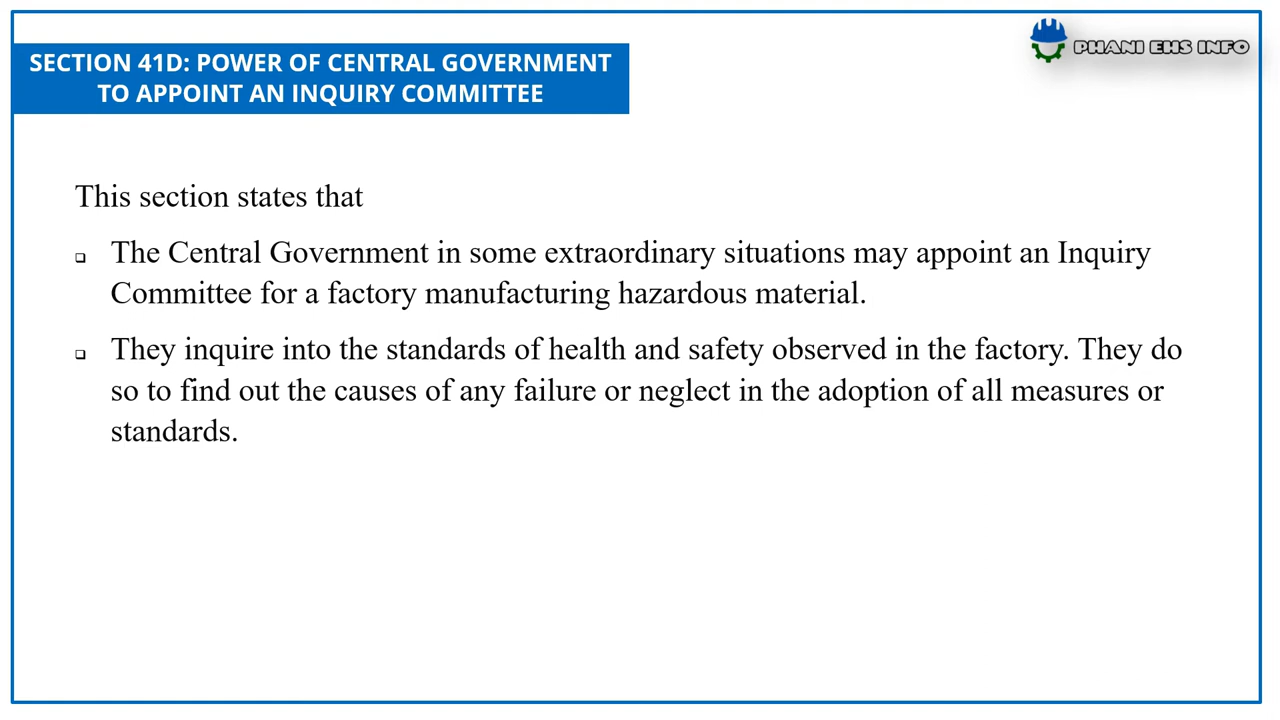 PHANI EHS INFO
SECTION 41D: POWER OF CENTRAL GOVERNMENT
TO APPOINT AN INQUIRY COMMITTEE
This section states that
The Central Government in some extraordinary situations may appoint an Inquiry
Committee for a factory manufacturing hazardous material.
They inquire into the standards of health and safety observed in the factory. They do
so to find out the causes of any failure or neglect in the adoption of all measures or
standards.